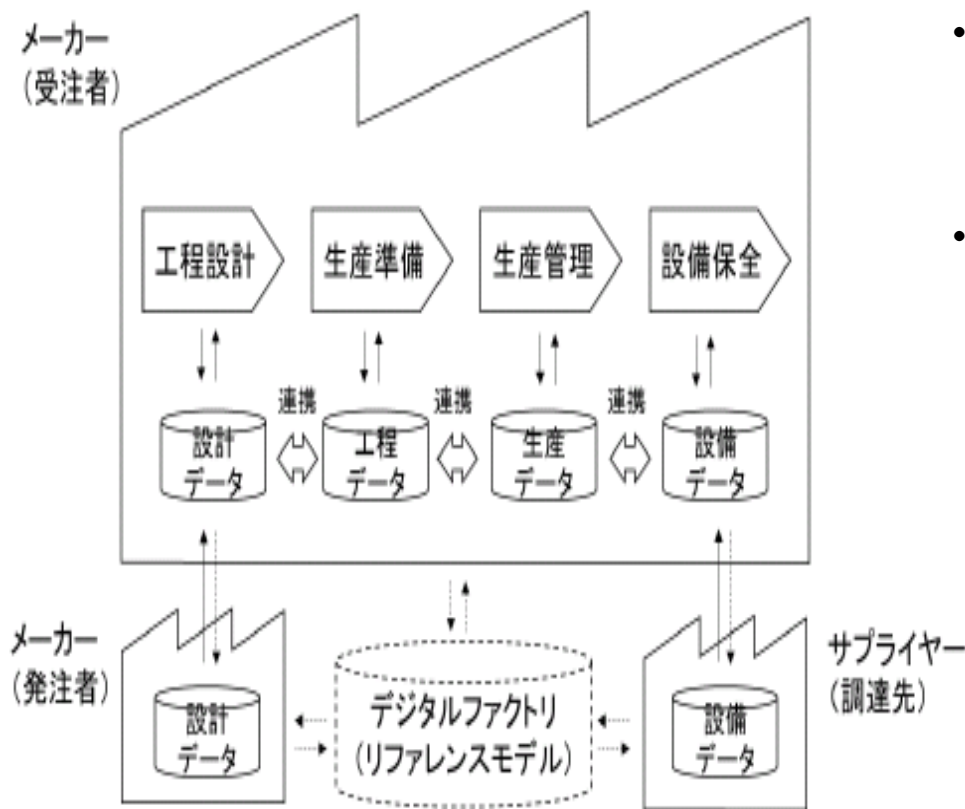 メーカー
(受注者)
工程設計
生産準備
生産管理
設備保全
連携
連携
連携
設計
データ
工程
データ
生産
データ
設備
データ
メーカー
(発注者)
設計
データ
デジタルファクトリ
(リファレンスモデル)
設備
データ
サプライヤー
(調達先)